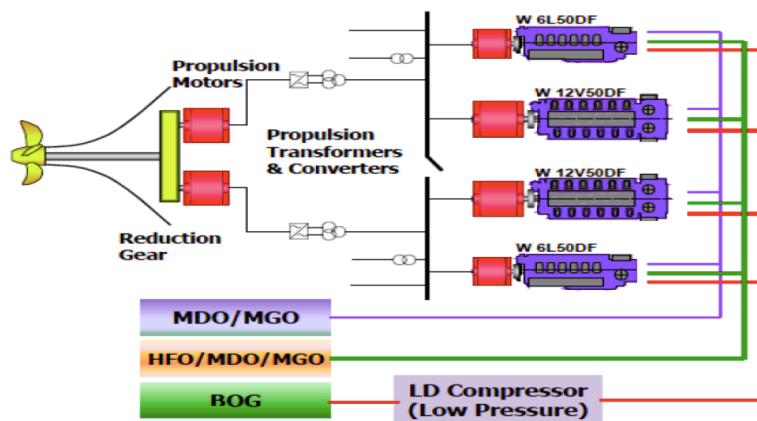 W 6L50DF
Propulsion
Motors
W 12V50DF
Propulsion
Transformers
& Converters
W 12V50DF
Reduction
Gear
W 6L50DF
MDO/MGO
HFO/MDO/MGO
BOG
LD Compressor
(Low Pressure)